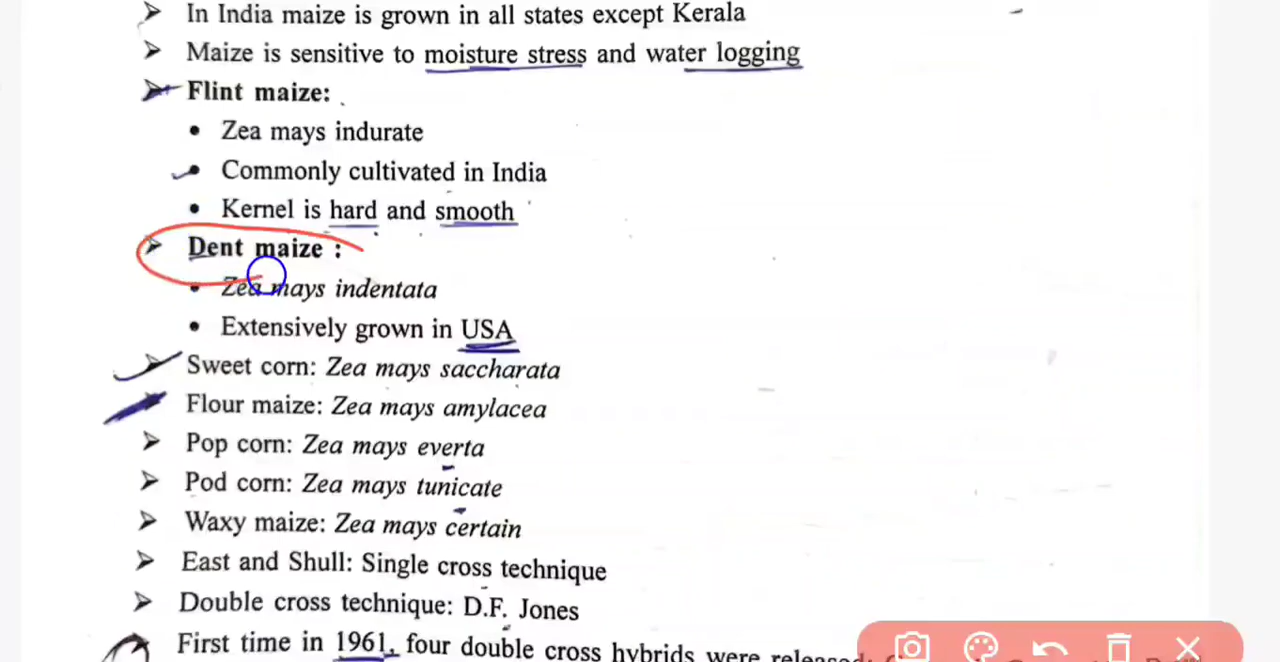 In India maize is grown in all states except Kerala
Maize is sensitive to moisture stress and water logging
Flint maize:
Zea mays indurate
Commonly cultivated in India
Kernel is hard and smooth
Dent maize :
Zea mays indentata
Extensively grown in USA
Sweet corn: Zea mays saccharata
Flour maize: Zea mays amylacea
Pop corn: Zea mays everta
Pod corn: Zea mays tunicate
Waxy maize: Zea mays certain
East and Shull: Single cross technique
Double cross technique: D.F. Jones
First time in 1961, four double cross hybrids were released: